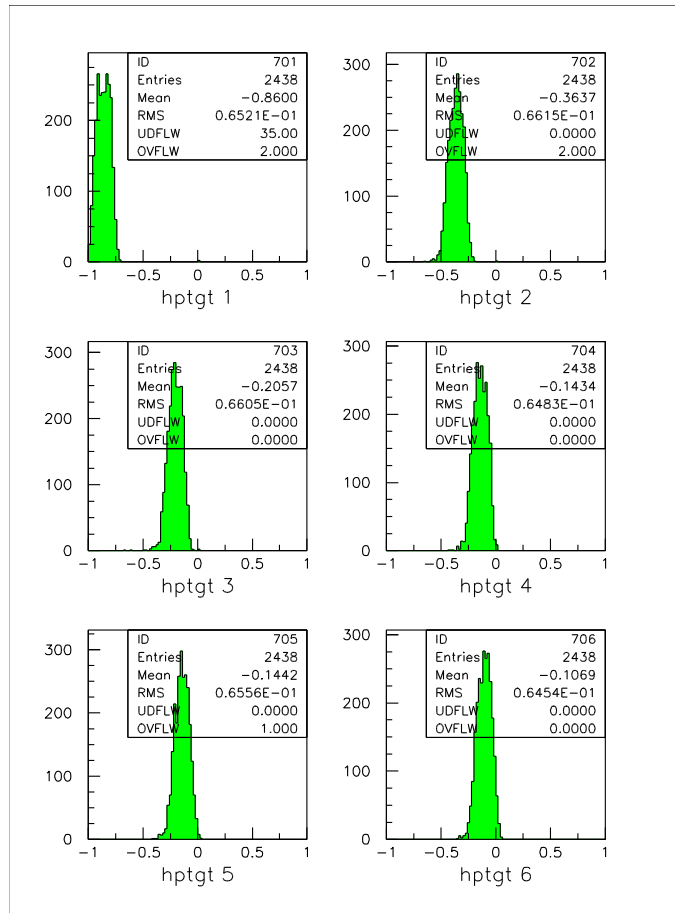 ID 701
Entries 2438
Mean -0.8600
RMS 0.6521E-01
UDFLW 35.00
OVFLW 2.000
200
100
0
-1 -0.5 0 0.5 1
hptgt 1
ID 702
Entries 2438
Mean -0.3637
RMS 0.6615E-01
UDFLW 0.0000
OVFLW 2.000
300
200
100
0
-1 -0.5 0 0.5 1
hptgt 2
ID 703
Entries 2438
Mean -0.2057
RMS 0.6605E-01
UDFLW 0.0000
OVFLW 0.0000
300
200
100
0
-1 -0.5 0 0.5 1
hptgt 3
ID 704
Entries 2438
Mean -0.1434
RMS 0.6483E-01
UDFLW 0.0000
OVFLW 0.0000
300
200
100
0
-1 -0.5 0 0.5 1
hptgt 4
ID 705
Entries 2438
Mean -0.1442
RMS 0.6556E-01
UDFLW 0.0000
OVFLW 1.000
300
200
100
0
-1 -0.5 0 0.5 1
hptgt 5
ID 706
Entries 2438
Mean -0.1069
RMS 0.6454E-01
UDFLW 0.0000
OVFLW 0.0000
300
200
100
0
-1 -0.5 0 0.5 1
hptgt 6